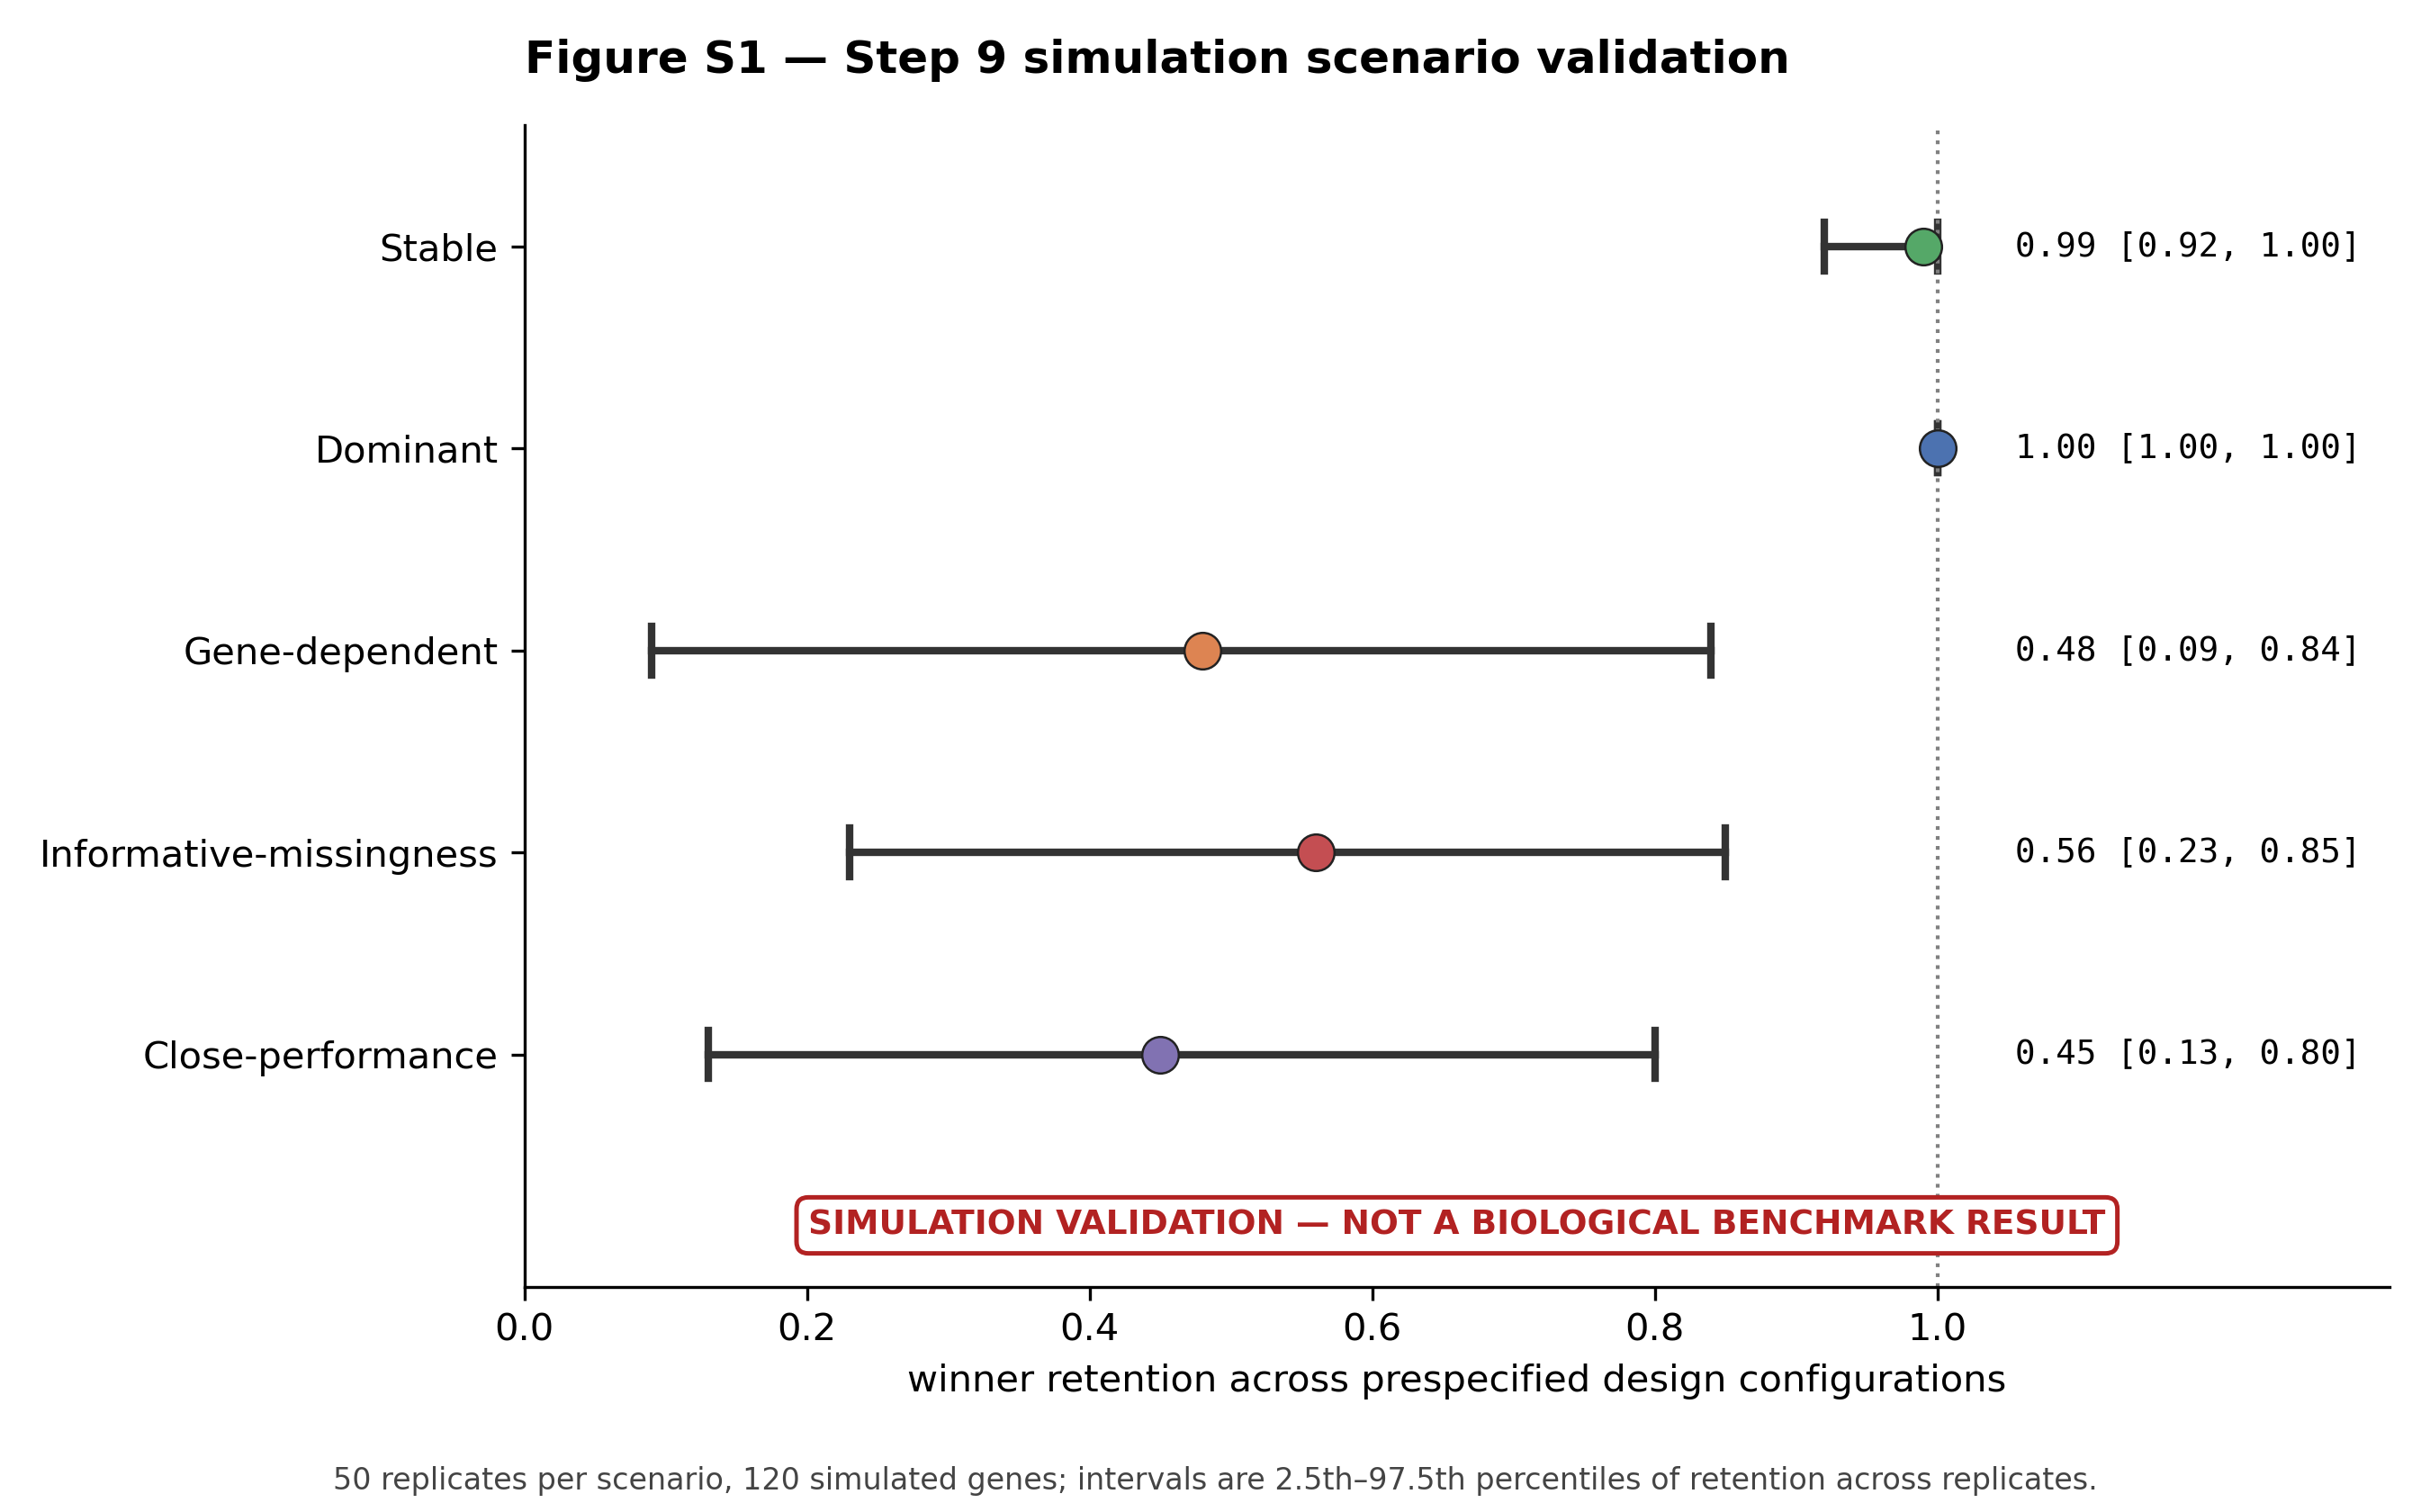 Figure S1 — Step 9 simulation scenario validation
Stable
0.99 [0.92, 1.00]
Dominant
1.00 [1.00, 1.00]
Gene-dependent
0.48 [0.09, 0.84]
Informative-missingness
0.56 [0.23, 0.85]
Close-performance
0.45 [0.13, 0.80]
SIMULATION VALIDATION — NOT A BIOLOGICAL BENCHMARK RESULT
0.0 0.2 0.4 0.6 0.8 1.0
winner retention across prespecified design configurations
50 replicates per scenario, 120 simulated genes; intervals are 2.5th–97.5th percentiles of retention across replicates.